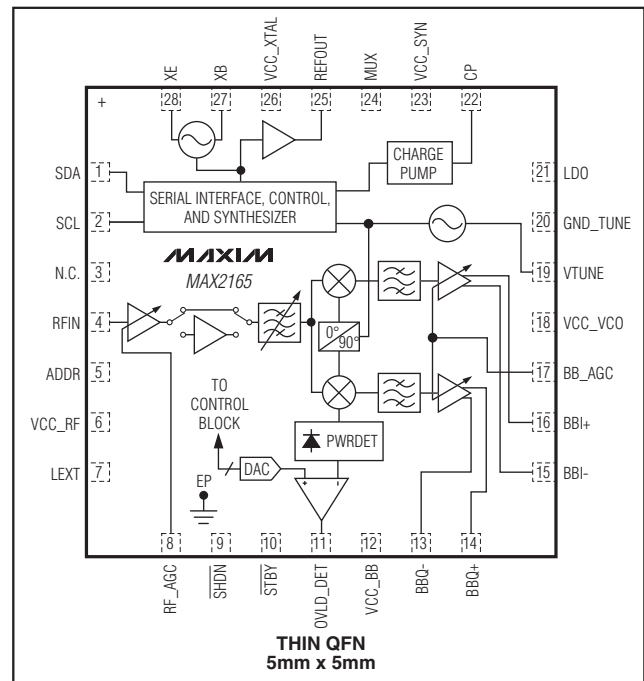 XE
XB
VCC_XTAL
REFOUT
MUX
VCC_SYN
CP
+
28
27
26
25
24
23
22
SDA
1
SERIAL INTERFACE, CONTROL,
AND SYNTHESIZER
CHARGE
PUMP
21
LDO
SCL
2
20
GND_TUNE
N.C.
3
MAXIM
MAX2165
19
VTUNE
RFIN
4
0°
90°
18
VCC_VCO
ADDR
5
17
BB_AGC
VCC_RF
6
TO
CONTROL
BLOCK
PWRDET
16
BBI+
LEXT
7
EP
DAC
+
-
15
BBI-
8
9
10
11
12
13
14
RF_AGC
SHDN
STBY
OVLD_DET
VCC_BB
BBQ-
BBQ+
THIN QFN
5mm x 5mm